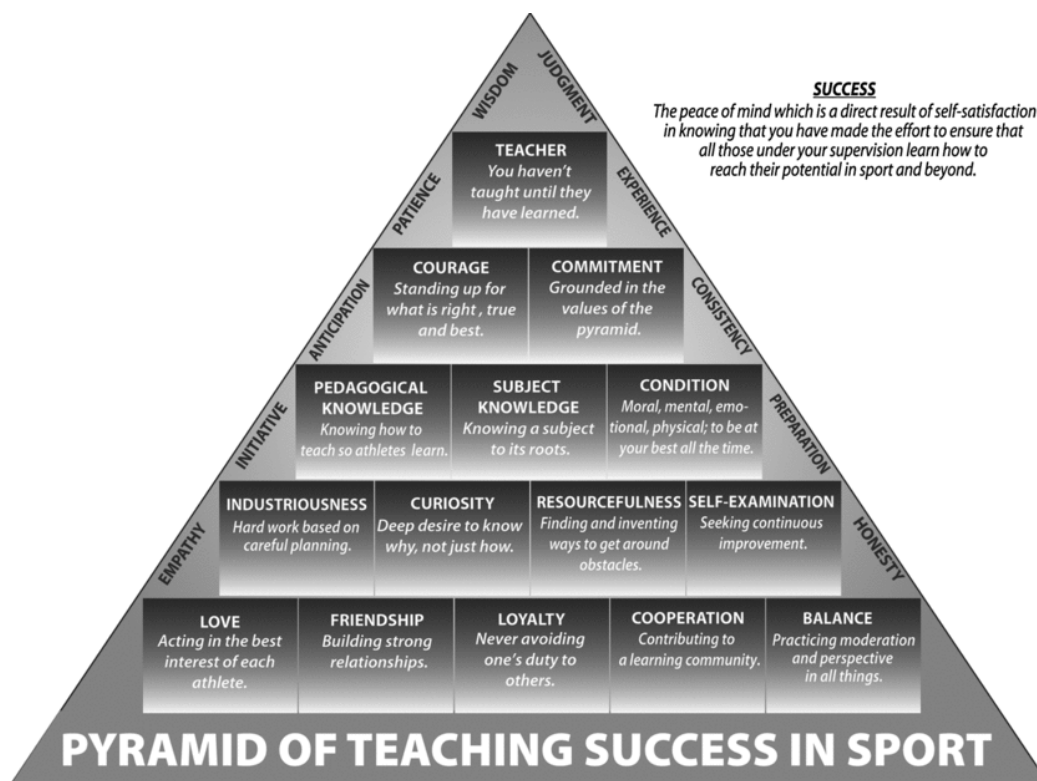 WISDOM
JUDGMENT
SUCCESS
The peace of mind which is a direct result of self-satisfaction
in knowing that you have made the effort to ensure that
all those under your supervision learn how to
reach their potential in sport and beyond.
TEACHER
You haven't
taught until they
have learned.
PATIENCE
EXPERIENCE
COURAGE
Standing up for
what is right , true
and best.
COMMITMENT
Grounded in the
values of the
pyramid.
ANTICIPATION
CONSISTENCY
PEDAGOGICAL
KNOWLEDGE
Knowing how to
teach so athletes learn.
SUBJECT
KNOWLEDGE
Knowing a subject
to its roots.
CONDITION
Moral, mental, emo-
tional, physical; to be at
your best all the time.
INITIATIVE
PREPARATION
INDUSTRIOUSNESS
Hard work based on
careful planning.
CURIOSITY
Deep desire to know
why, not just how.
RESOURCEFULNESS
Finding and inventing
ways to get around
obstacles.
SELF-EXAMINATION
Seeking continuous
improvement.
EMPATHY
HONESTY
LOVE
Acting in the best
interest of each
athlete.
FRIENDSHIP
Building strong
relationships.
LOYALTY
Never avoiding
one's duty to
others.
COOPERATION
Contributing to
a learning community.
BALANCE
Practicing moderation
and perspective
in all things.
PYRAMID OF TEACHING SUCCESS IN SPORT